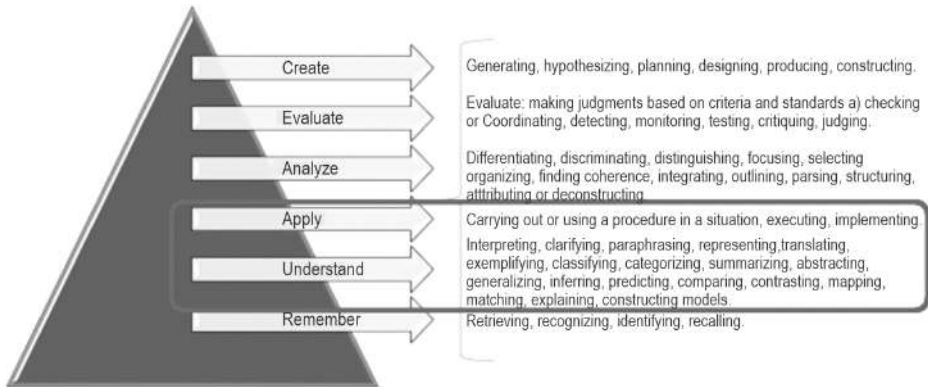 Create
Generating, hypothesizing, planning, designing, producing, constructing.
Evaluate
Evaluate: making judgments based on criteria and standards a) checking
or Coordinating, detecting, monitoring, testing, critiquing, judging.
Analyze
Differentiating, discriminating, distinguishing, focusing, selecting
organizing, finding coherence, integrating, outlining, parsing, structuring,
atttributing or deconstructing
Apply
Carrying out or using a procedure in a situation, executing, implementing.
Understand
Interpreting, clarifying, paraphrasing, representing,translating,
exemplifying, classifying, categorizing, summarizing, abstracting,
generalizing, inferring, predicting, comparing, contrasting, mapping,
matching, explaining, constructing models.
Remember
Retrieving, recognizing, identifying, recalling.